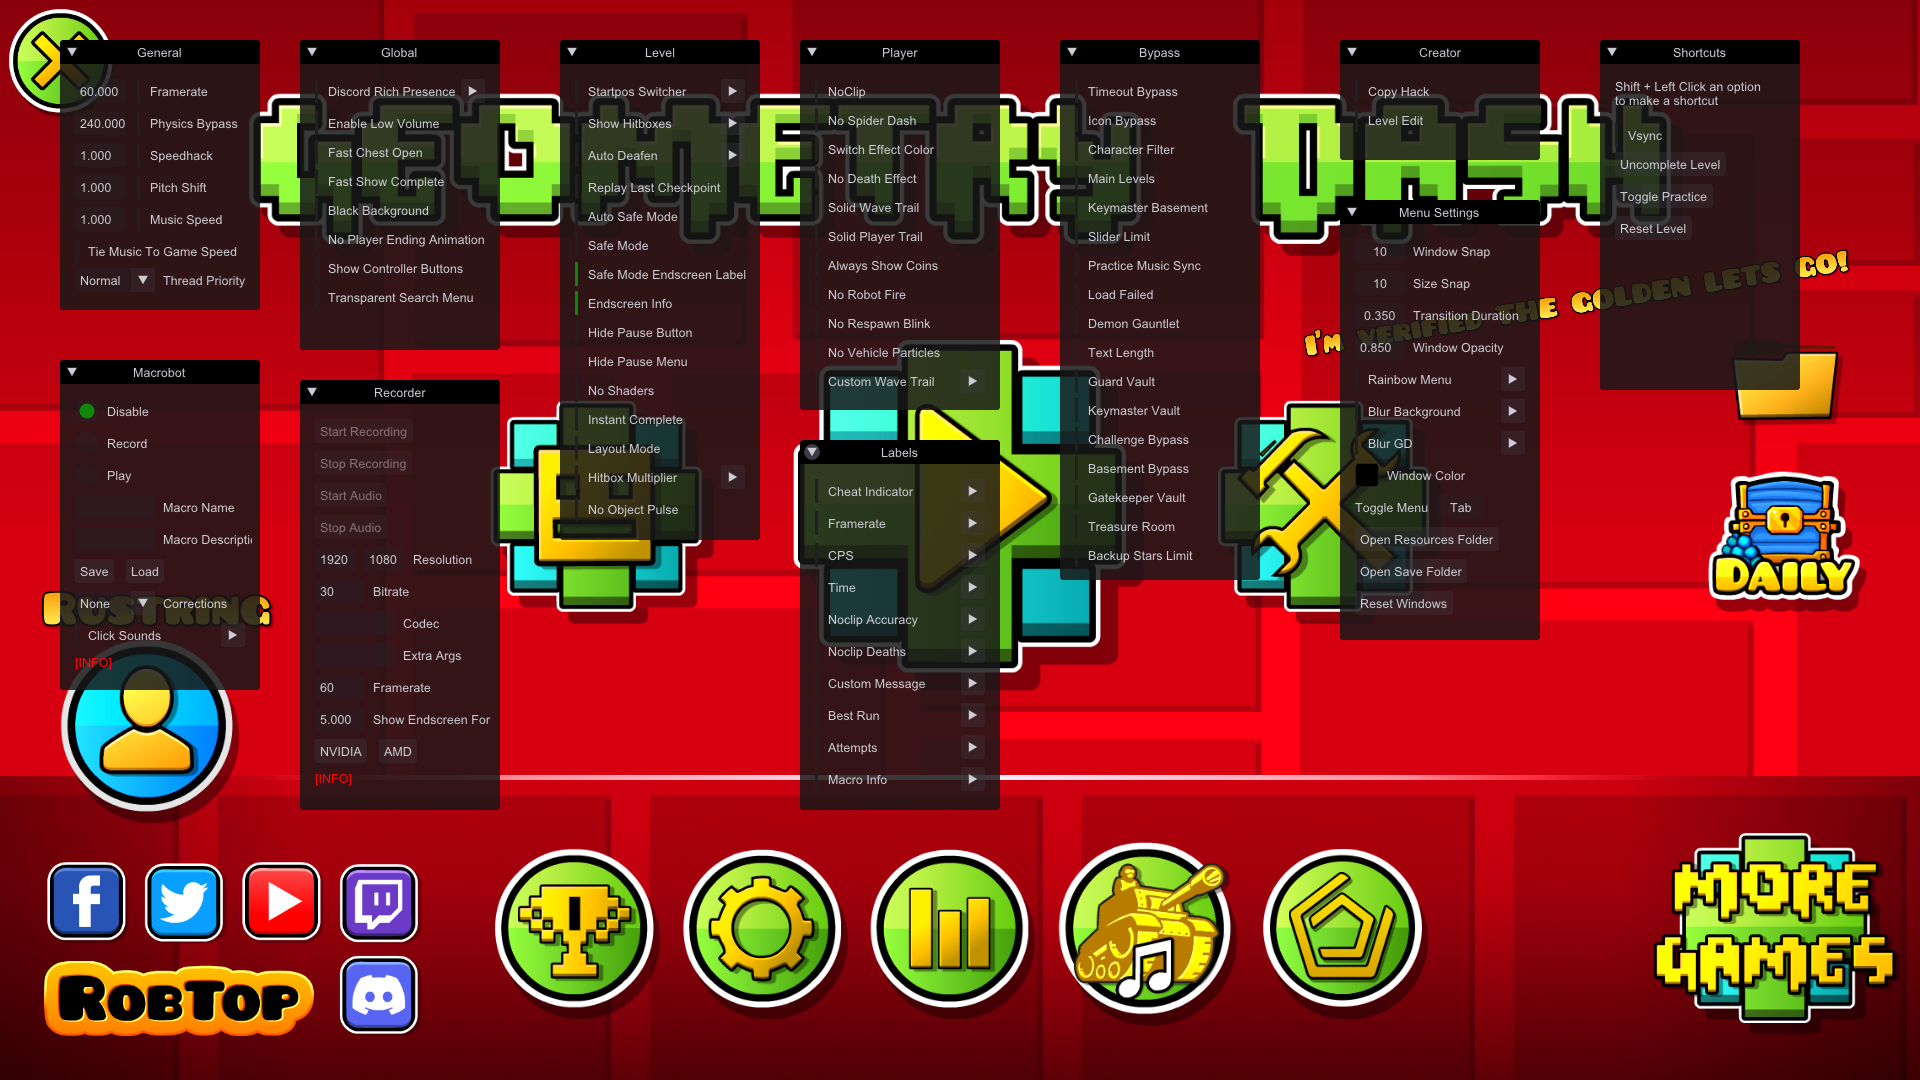 General
60.000 Framerate
240.000 Physics Bypass
1.000 Speedhack
1.000 Pitch Shift
1.000 Music Speed
Tie Music To Game Speed
Normal Thread Priority
Macrobot
Disable
Record
Play
Macro Name
Macro Descripti
Save Load
None Corrections
Click Sounds
[INFO]
Global
Discord Rich Presence
Enable Low Volume
Fast Chest Open
Fast Show Complete
Black Background
No Player Ending Animation
Show Controller Buttons
Transparent Search Menu
Recorder
Start Recording
Stop Recording
Start Audio
Stop Audio
1920 1080 Resolution
30 Bitrate
Codec
Extra Args
60 Framerate
5.000 Show Endscreen For
NVIDIA AMD
[INFO]
Level
Startpos Switcher
Show Hitboxes
Auto Deafen
Replay Last Checkpoint
Auto Safe Mode
Safe Mode
Safe Mode Endscreen Label
Endscreen Info
Hide Pause Button
Hide Pause Menu
No Shaders
Instant Complete
Layout Mode
Hitbox Multiplier
No Object Pulse
Player
NoClip
No Spider Dash
Switch Effect Color
No Death Effect
Solid Wave Trail
Solid Player Trail
Always Show Coins
No Robot Fire
No Respawn Blink
No Vehicle Particles
Custom Wave Trail
Labels
Cheat Indicator
Framerate
CPS
Time
Noclip Accuracy
Noclip Deaths
Custom Message
Best Run
Attempts
Macro Info
Bypass
Timeout Bypass
Icon Bypass
Character Filter
Main Levels
Keymaster Basement
Slider Limit
Practice Music Sync
Load Failed
Demon Gauntlet
Text Length
Guard Vault
Keymaster Vault
Challenge Bypass
Basement Bypass
Gatekeeper Vault
Treasure Room
Backup Stars Limit
Creator
Copy Hack
Level Edit
Menu Settings
10 Window Snap
10 Size Snap
0.350 Transition Duration
0.850 Window Opacity
Rainbow Menu
Blur Background
Blur GD
Window Color
Toggle Menu Tab
Open Resources Folder
Open Save Folder
Reset Windows
Shortcuts
Shift + Left Click an option
to make a shortcut
Vsync
Uncomplete Level
Toggle Practice
Reset Level
GEOMETRY DASH
I'm VERIFIED THE GOLDEN LETS GO!
RUSTRING
DAILY
ROBTOP
MORE
GAMES